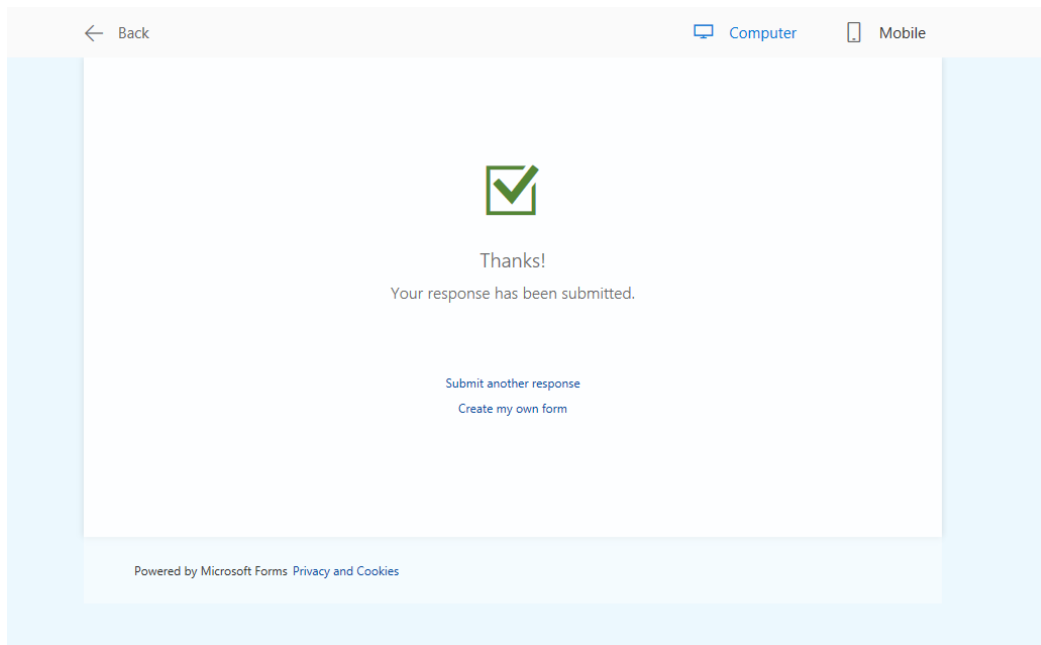 Back
Computer
Mobile
Thanks!
Your response has been submitted.
Submit another response
Create my own form
Powered by Microsoft Forms Privacy and Cookies